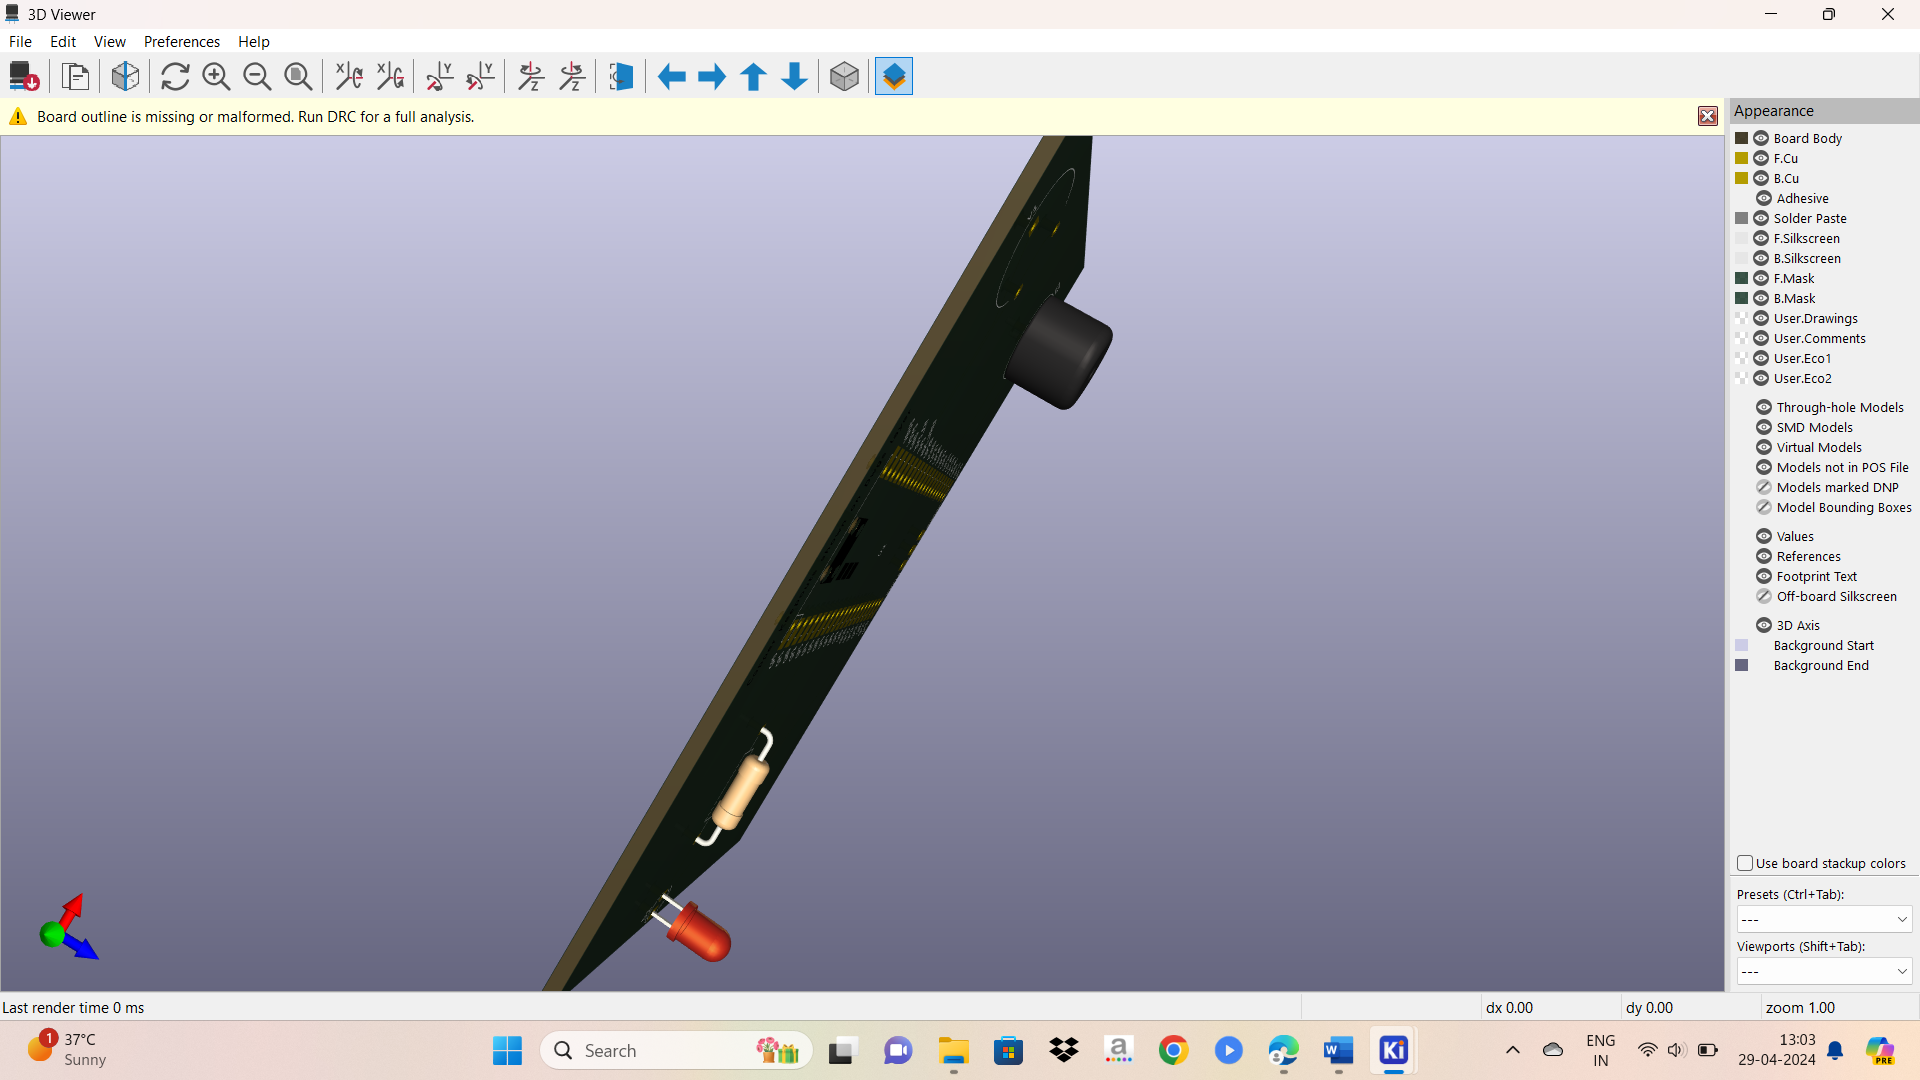 3D Viewer
File Edit View Preferences Help
Board outline is missing or malformed. Run DRC for a full analysis.
Appearance
Board Body
F.Cu
B.Cu
Adhesive
Solder Paste
F.Silkscreen
B.Silkscreen
F.Mask
B.Mask
User.Drawings
User.Comments
User.Eco1
User.Eco2
Through-hole Models
SMD Models
Virtual Models
Models not in POS File
Models marked DNP
Model Bounding Boxes
Values
References
Footprint Text
Off-board Silkscreen
3D Axis
Background Start
Background End
Use board stackup colors
Presets (Ctrl+Tab):
---
Viewports (Shift+Tab):
---
Last render time 0 ms
dx 0.00
dy 0.00
zoom 1.00
1
37°C
Sunny
Search
ENG
IN
13:03
29-04-2024
PRE